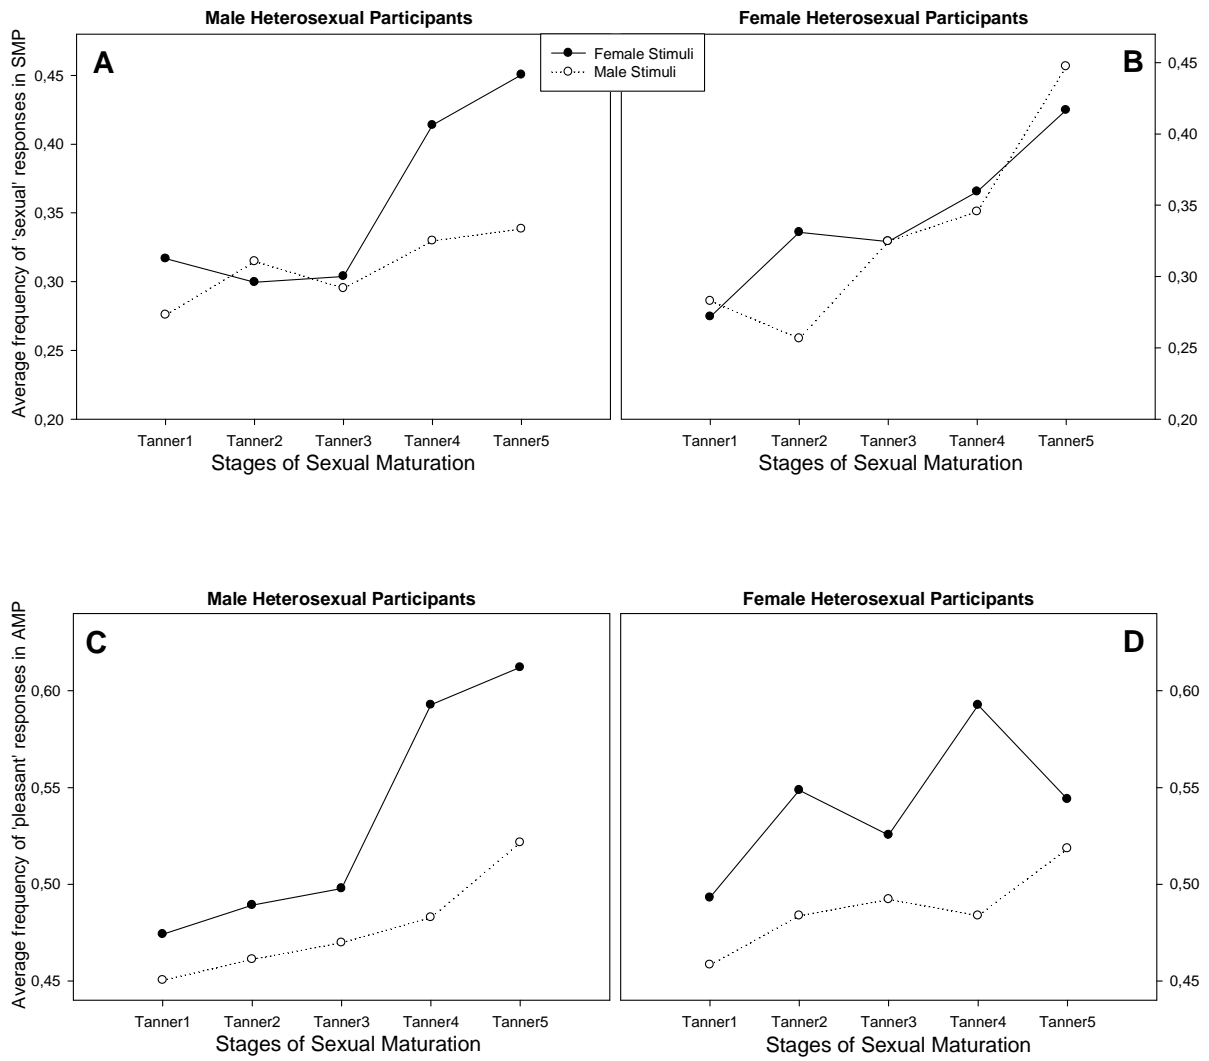 Male Heterosexual Participants
Female Heterosexual Participants
A
B
Female Stimuli
Male Stimuli
Average frequency of 'sexual' responses in SMP
0,45
0,40
0,35
0,30
0,25
0,20
0,45
0,40
0,35
0,30
0,25
0,20
Tanner1 Tanner2 Tanner3 Tanner4 Tanner5
Stages of Sexual Maturation
Tanner1 Tanner2 Tanner3 Tanner4 Tanner5
Stages of Sexual Maturation
Male Heterosexual Participants
Female Heterosexual Participants
C
D
Average frequency of 'pleasant' responses in AMP
0,60
0,55
0,50
0,45
0,60
0,55
0,50
0,45
Tanner1 Tanner2 Tanner3 Tanner4 Tanner5
Stages of Sexual Maturation
Tanner1 Tanner2 Tanner3 Tanner4 Tanner5
Stages of Sexual Maturation